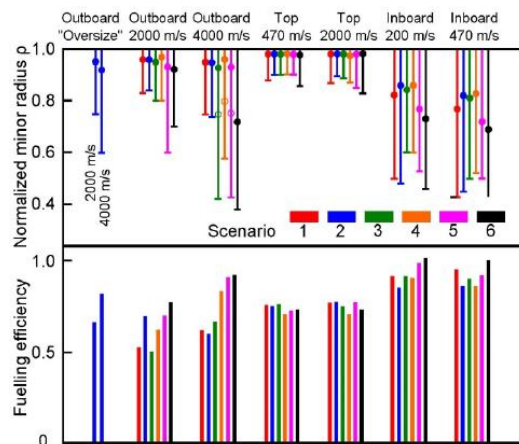 Outboard Outboard Outboard Top Top Inboard Inboard
"Oversize" 2000 m/s 4000 m/s 470 m/s 2000 m/s 200 m/s 470 m/s
Normalized minor radius ρ
1.0
0.8
0.6
0.4
2000 m/s
4000 m/s
Scenario
1 2 3 4 5 6
Fuelling efficiency
1.0
0.5
0